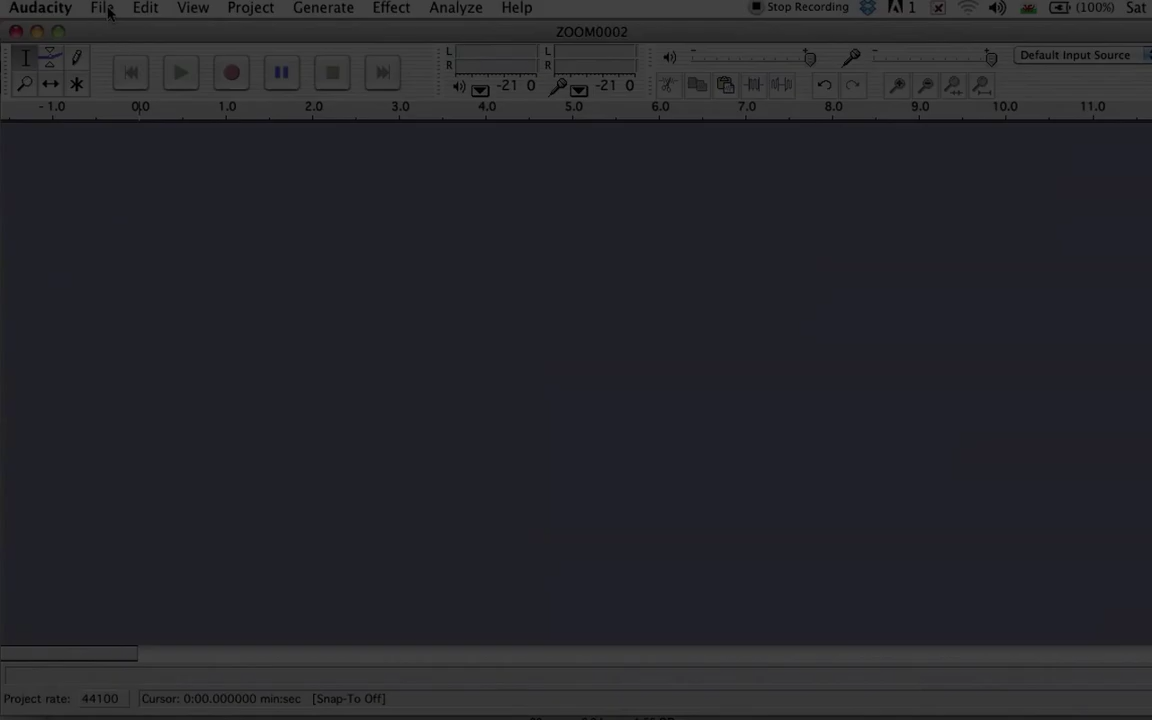 Audacity File Edit View Project Generate Effect Analyze Help Stop Recording 1 (100%) Sat
ZOOM0002
L R -21 0 L R -21 0 Default Input Source
-1.0 0.0 1.0 2.0 3.0 4.0 5.0 6.0 7.0 8.0 9.0 10.0 11.0
Project rate: 44100 Cursor: 0:00.000000 min:sec [Snap-To Off]